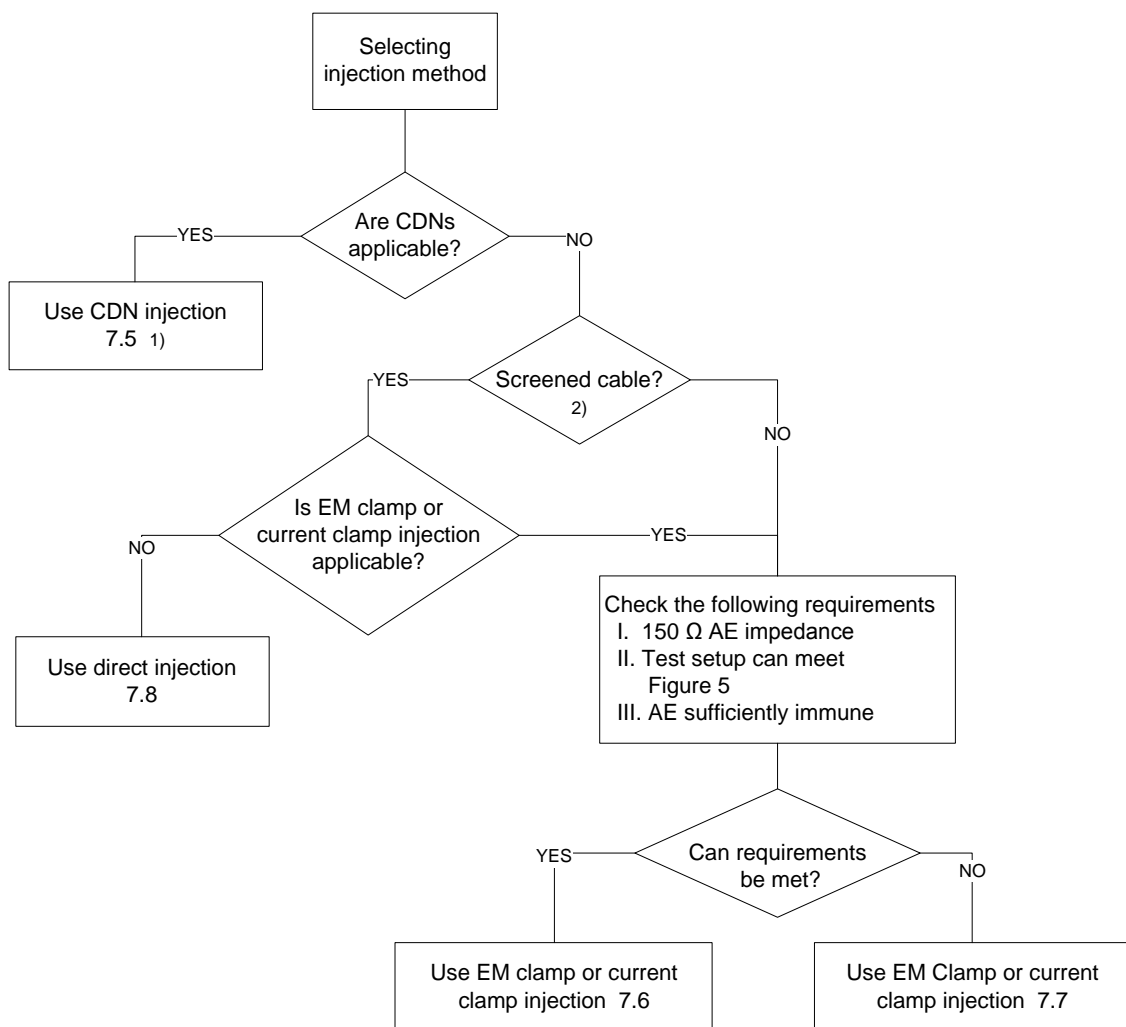 Selecting
injection method
Are CDNs
applicable?
YES
NO
Use CDN injection
7.5 1)
Screened cable?
2)
YES
NO
Is EM clamp or
current clamp injection
applicable?
NO
YES
Use direct injection
7.8
Check the following requirements
I. 150 Ω AE impedance
II. Test setup can meet
Figure 5
III. AE sufficiently immune
Can requirements
be met?
YES
NO
Use EM clamp or current
clamp injection 7.6
Use EM Clamp or current
clamp injection 7.7